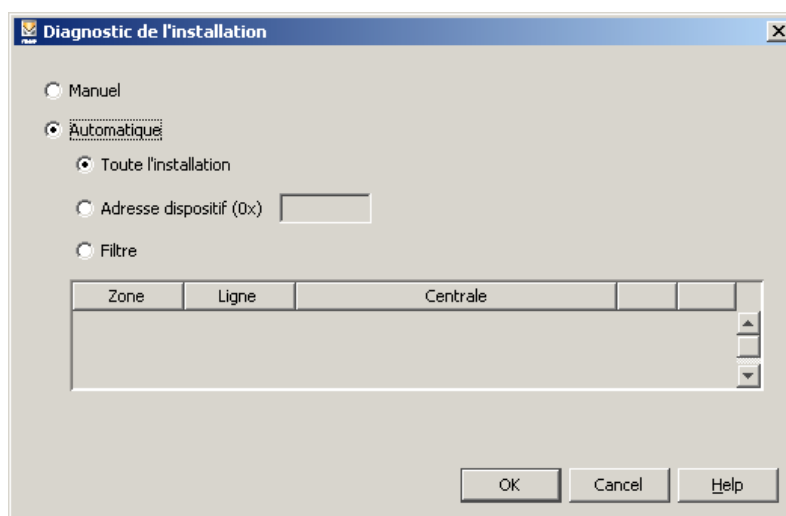 Diagnostic de l'installation
Manuel
Automatique
Toute l'installation
Adresse dispositif (0x)
Filtre
Zone Ligne Centrale
OK Cancel Help